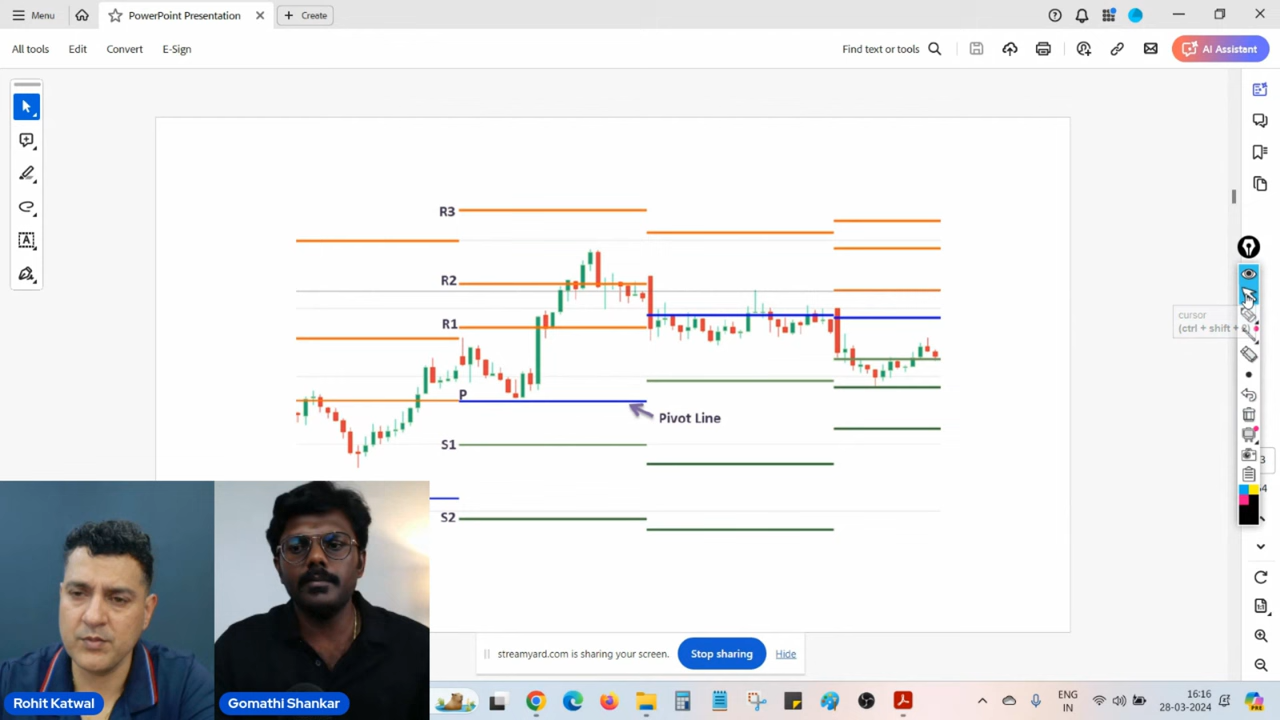 Menu
PowerPoint Presentation
Create
All tools
Edit
Convert
E-Sign
Find text or tools
AI Assistant
R3
R2
R1
P
Pivot Line
S1
S2
cursor
(ctrl + shift +
3
Rohit Katwal
Gomathi Shankar
streamyard.com is sharing your screen.
Stop sharing
Hide
ENG
IN
16:16
28-03-2024